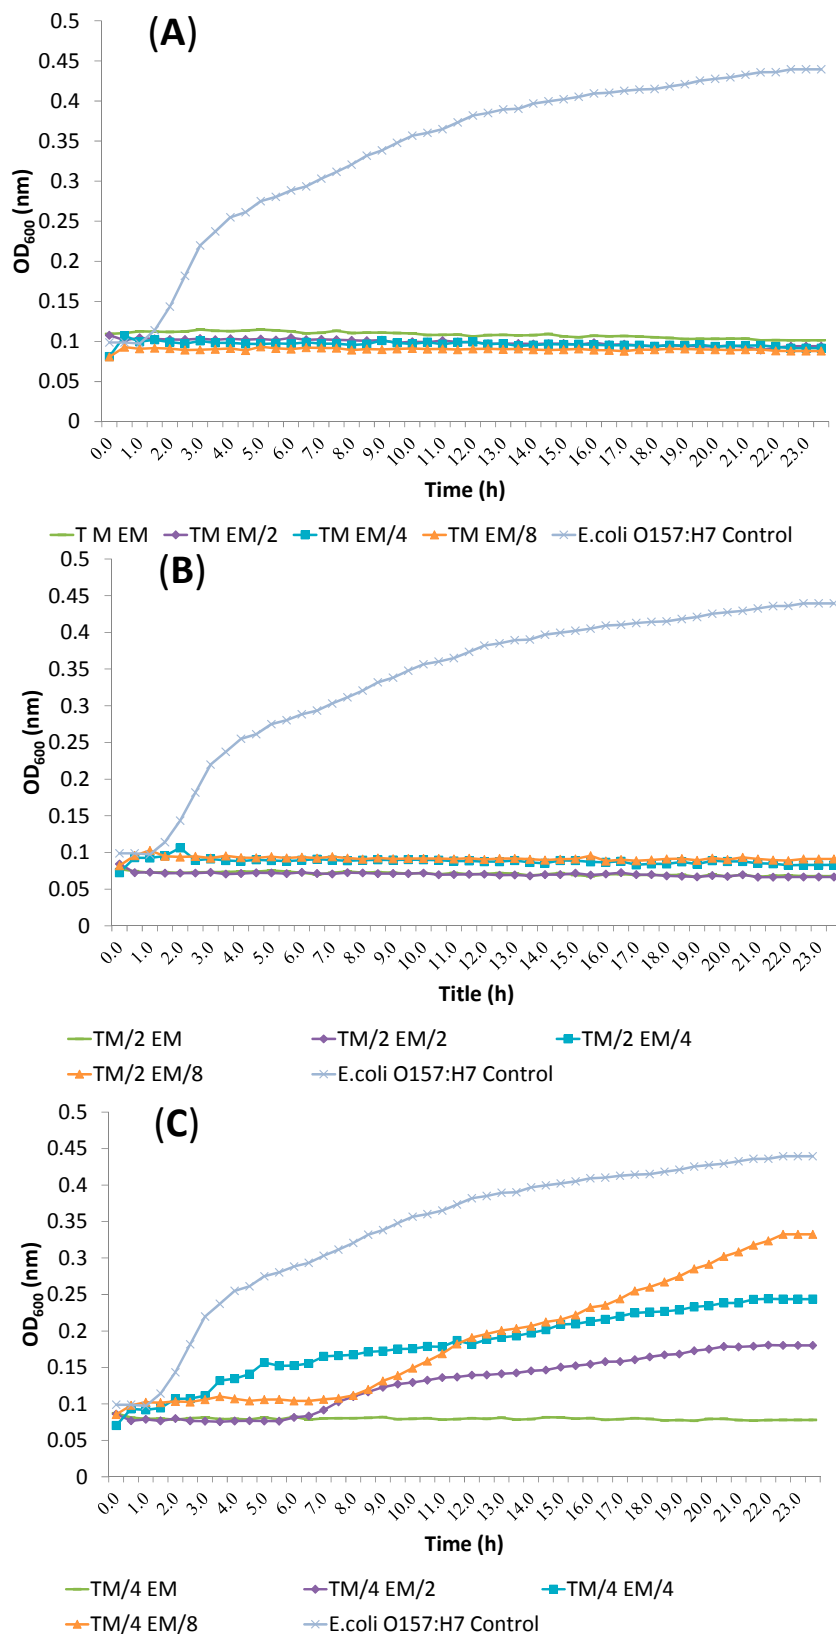 (A)
0.5
0.45
0.4
0.35
0.3
0.25
0.2
0.15
0.1
0.05
0
OD600 (nm)
0.0 1.0 2.0 3.0 4.0 5.0 6.0 7.0 8.0 9.0 10.0 11.0 12.0 13.0 14.0 15.0 16.0 17.0 18.0 19.0 20.0 21.0 22.0 23.0
Time (h)
T M EM TM EM/2 TM EM/4 TM EM/8 E.coli O157:H7 Control
(B)
0.5
0.45
0.4
0.35
0.3
0.25
0.2
0.15
0.1
0.05
0
OD600 (nm)
0.0 1.0 2.0 3.0 4.0 5.0 6.0 7.0 8.0 9.0 10.0 11.0 12.0 13.0 14.0 15.0 16.0 17.0 18.0 19.0 20.0 21.0 22.0 23.0
Title (h)
TM/2 EM TM/2 EM/2 TM/2 EM/4
TM/2 EM/8 E.coli O157:H7 Control
(C)
0.5
0.45
0.4
0.35
0.3
0.25
0.2
0.15
0.1
0.05
0
OD600 (nm)
0.0 1.0 2.0 3.0 4.0 5.0 6.0 7.0 8.0 9.0 10.0 11.0 12.0 13.0 14.0 15.0 16.0 17.0 18.0 19.0 20.0 21.0 22.0 23.0
Time (h)
TM/4 EM TM/4 EM/2 TM/4 EM/4
TM/4 EM/8 E.coli O157:H7 Control